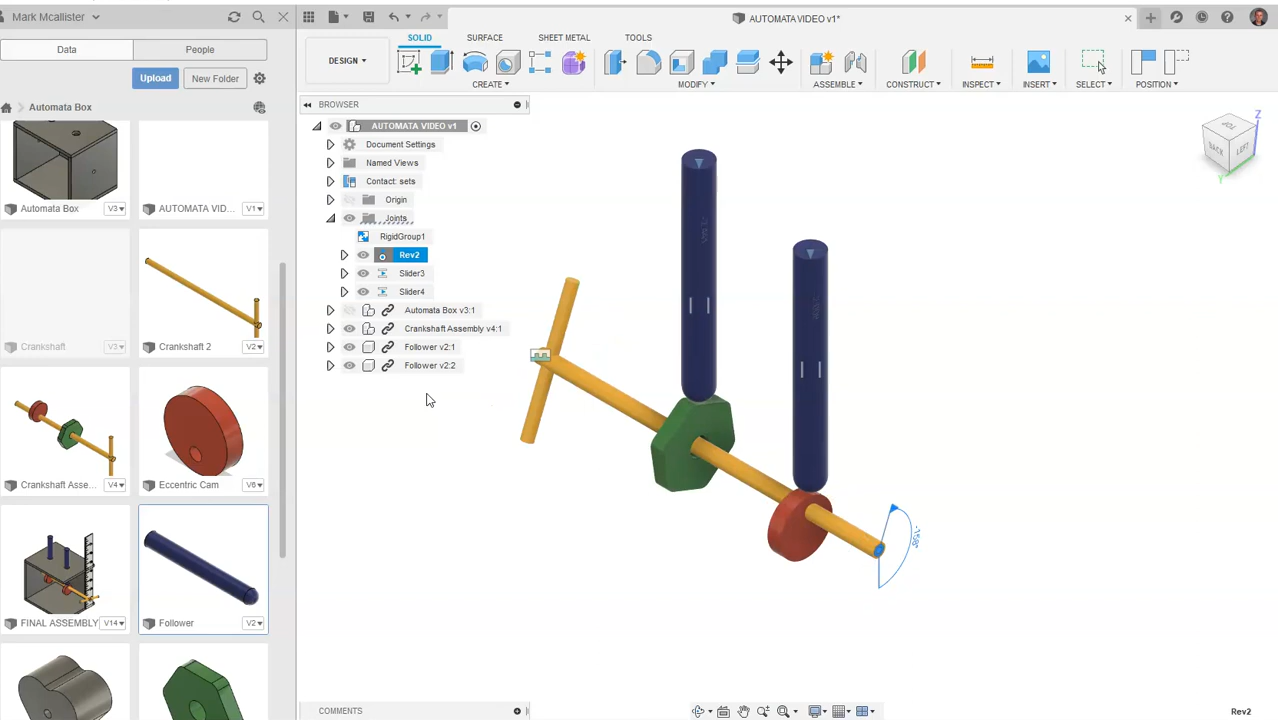 Mark Mcallister
AUTOMATA VIDEO v1*
Data
People
Upload
New Folder
Automata Box
Automata Box
V3
AUTOMATA VID...
V1
Crankshaft
Crankshaft 2
V2
Crankshaft Asse...
V4
Eccentric Cam
V6
FINAL ASSEMBLY
V14
Follower
V2
DESIGN
SOLID
SURFACE
SHEET METAL
TOOLS
CREATE
MODIFY
ASSEMBLE
CONSTRUCT
INSPECT
INSERT
SELECT
POSITION
BROWSER
AUTOMATA VIDEO v1
Document Settings
Named Views
Contact: sets
Origin
Joints
RigidGroup1
Rev2
Slider3
Slider4
Automata Box v3:1
Crankshaft Assembly v4:1
Follower v2:1
Follower v2:2
Z
TOP
BACK
LEFT
Y
COMMENTS
Rev2